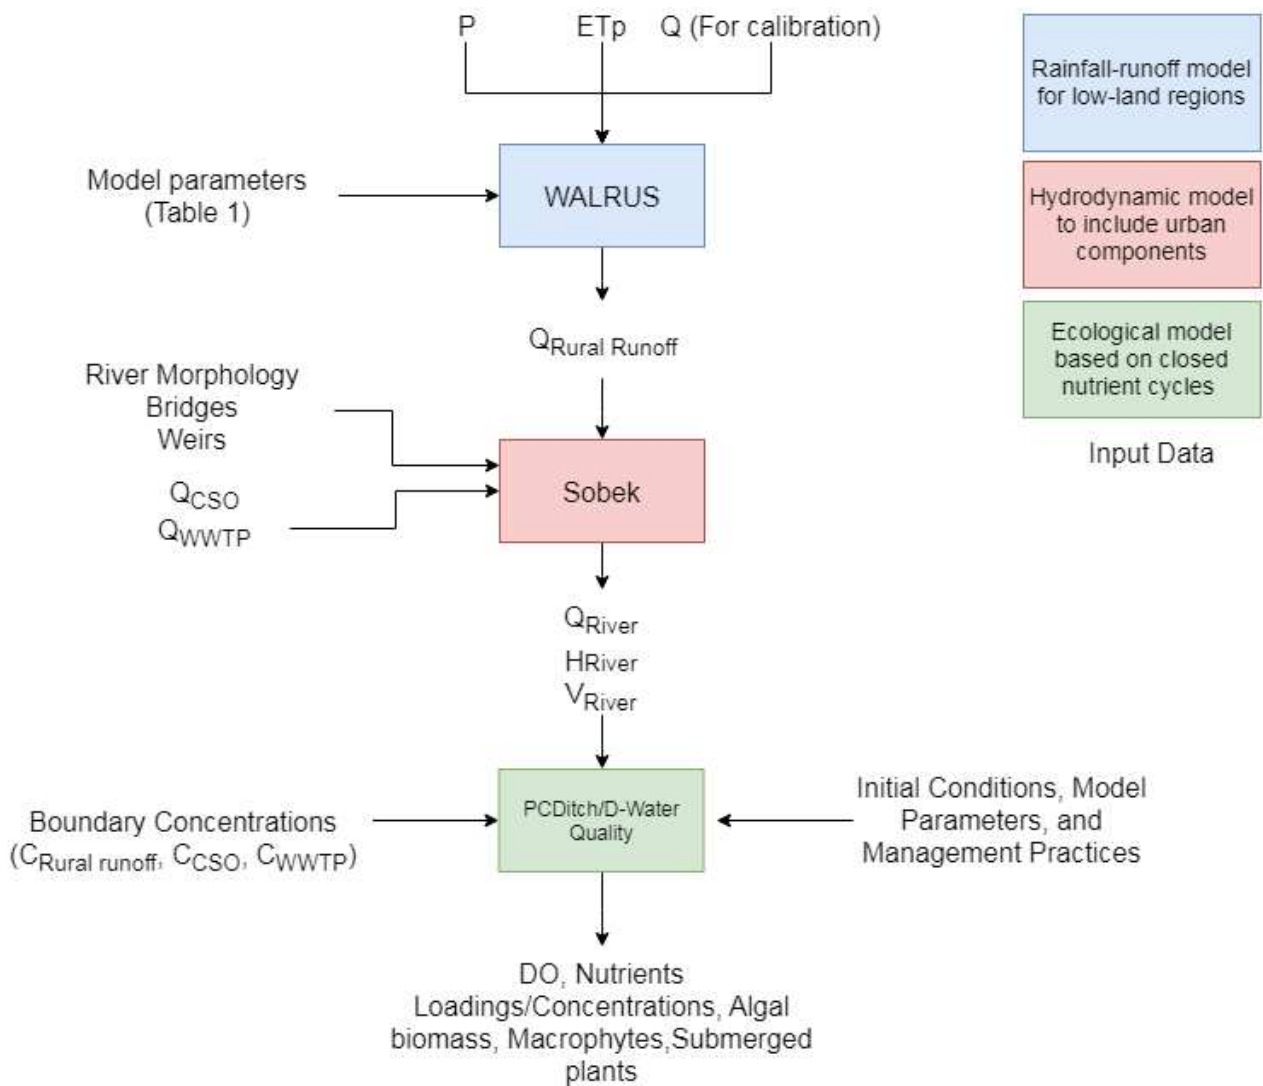 P
ETp
Q (For calibration)
Rainfall-runoff model
for low-land regions
WALRUS
Model parameters
(Table 1)
Hydrodynamic model
to include urban
components
QRural Runoff
Ecological model
based on closed
nutrient cycles
River Morphology
Bridges
Weirs
Input Data
QCSO
QWWTP
Sobek
QRiver
HRiver
VRiver
PCDitch/D-Water
Quality
Boundary Concentrations
(CRural runoff, CCSO, CWWTP)
Initial Conditions, Model
Parameters, and
Management Practices
DO, Nutrients
Loadings/Concentrations, Algal
biomass, Macrophytes,Submerged
plants